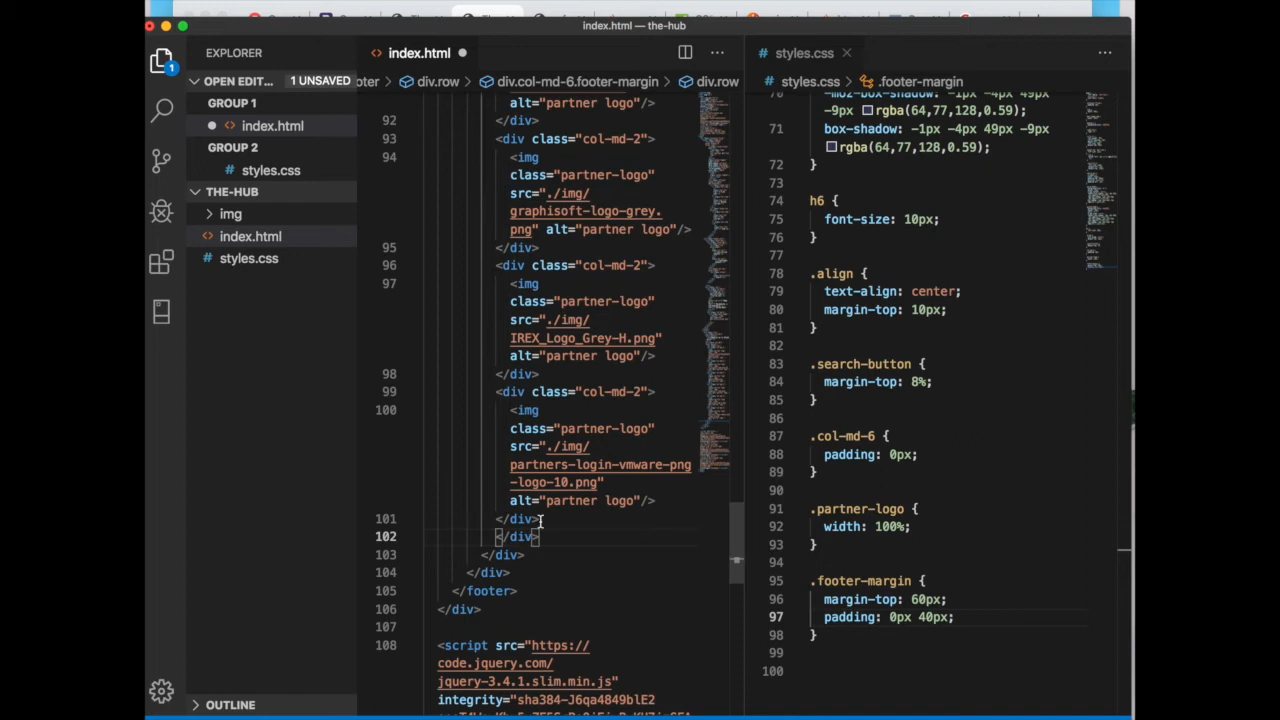 index.html — the-hub
EXPLORER
OPEN EDIT... 1 UNSAVED
GROUP 1
index.html
GROUP 2
styles.css
THE-HUB
img
index.html
styles.css
OUTLINE
1
index.html
div.row div.col-md-6.footer-margin div.row
alt="partner logo"/>
92 </div>
93 <div class="col-md-2">
94 <img
class="partner-logo"
src="./img/
graphisoft-logo-grey.
png" alt="partner logo"/>
95 </div>
96 <div class="col-md-2">
97 <img
class="partner-logo"
src="./img/
IREX_Logo_Grey-H.png"
alt="partner logo"/>
98 </div>
99 <div class="col-md-2">
100 <img
class="partner-logo"
src="./img/
partners-login-vmware-png
-logo-10.png"
alt="partner logo"/>
101 </div>
102 </div>
103 </div>
104 </div>
105 </footer>
106 </div>
107
108 <script src="https://
code.jquery.com/
jquery-3.4.1.slim.min.js"
integrity="sha384-J6qa4849blE2
styles.css
styles.css .footer-margin
-9px rgba(64,77,128,0.59);
71 box-shadow: -1px -4px 49px -9px
rgba(64,77,128,0.59);
72 }
73
74 h6 {
75 font-size: 10px;
76 }
77
78 .align {
79 text-align: center;
80 margin-top: 10px;
81 }
82
83 .search-button {
84 margin-top: 8%;
85 }
86
87 .col-md-6 {
88 padding: 0px;
89 }
90
91 .partner-logo {
92 width: 100%;
93 }
94
95 .footer-margin {
96 margin-top: 60px;
97 padding: 0px 40px;
98 }
99
100